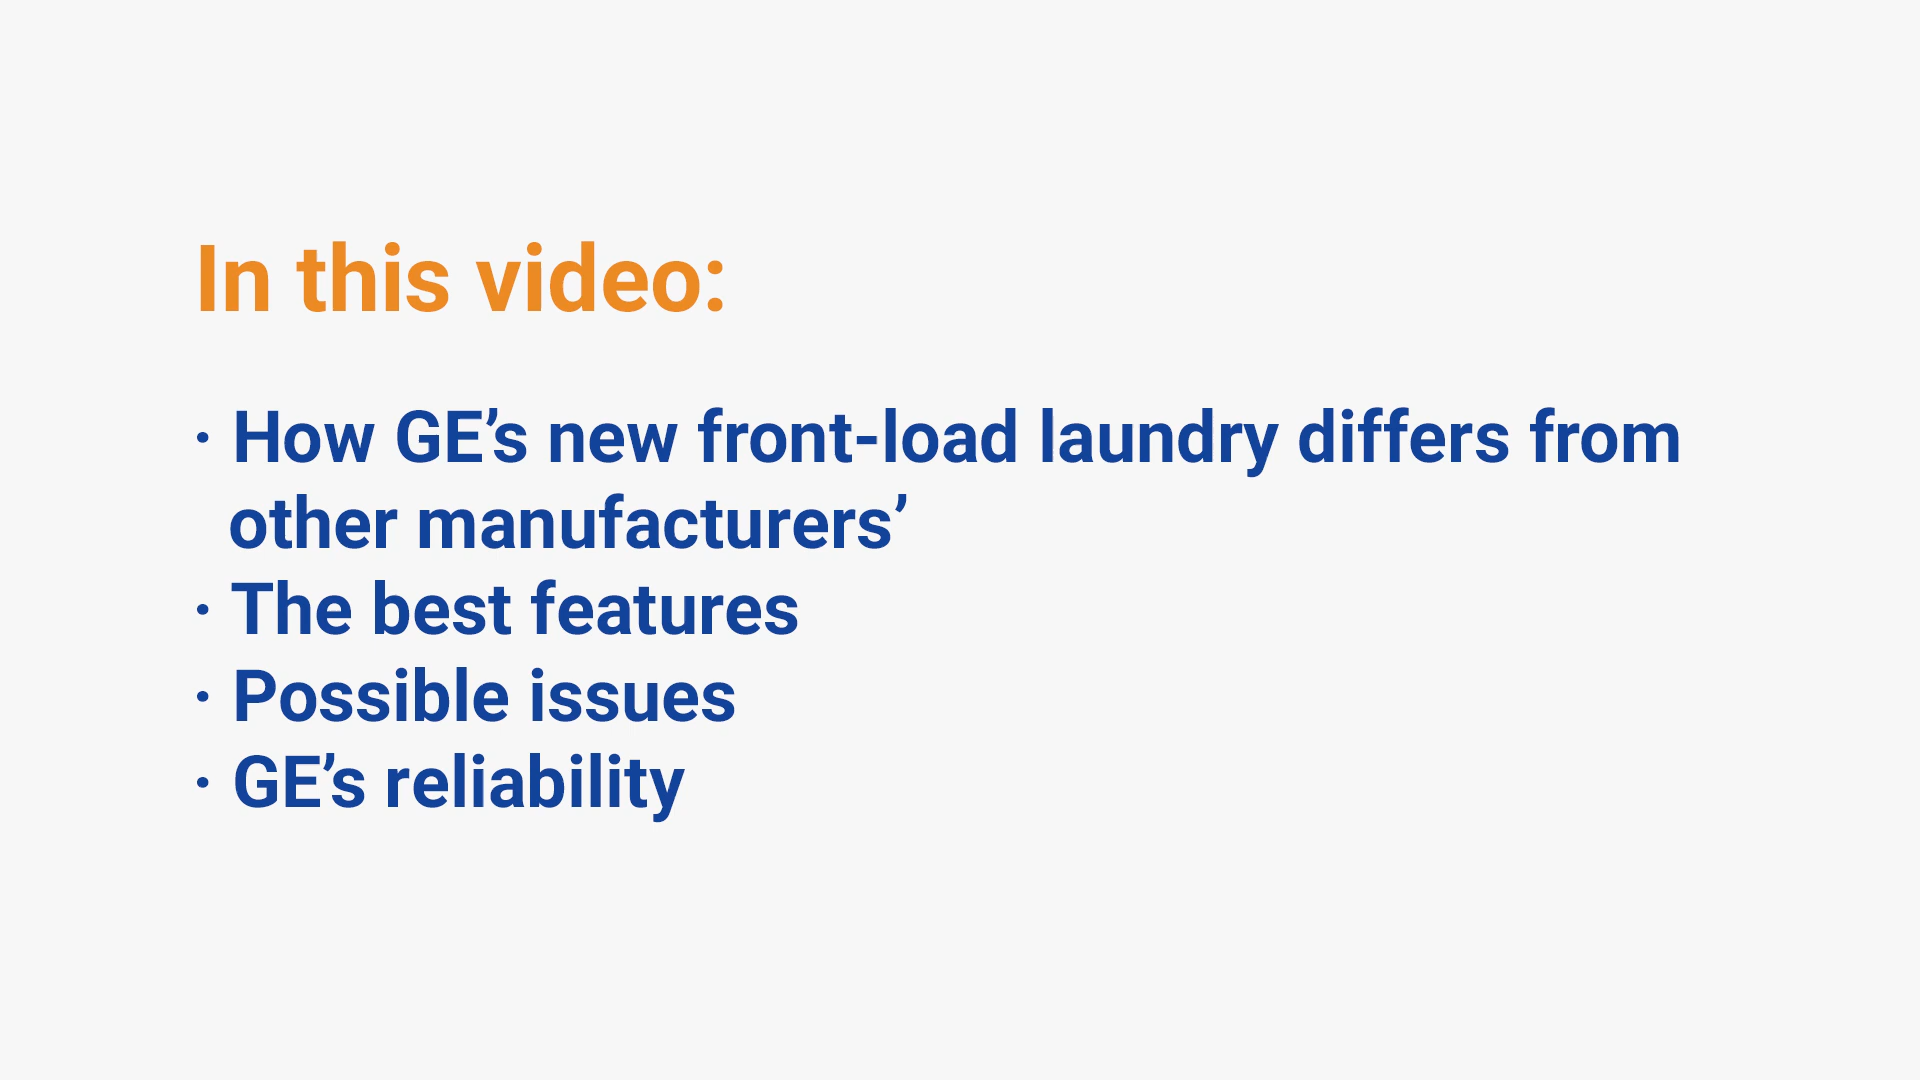 In this video:
· How GE’s new front-load laundry differs from
other manufacturers’
· The best features
· Possible issues
· GE’s reliability